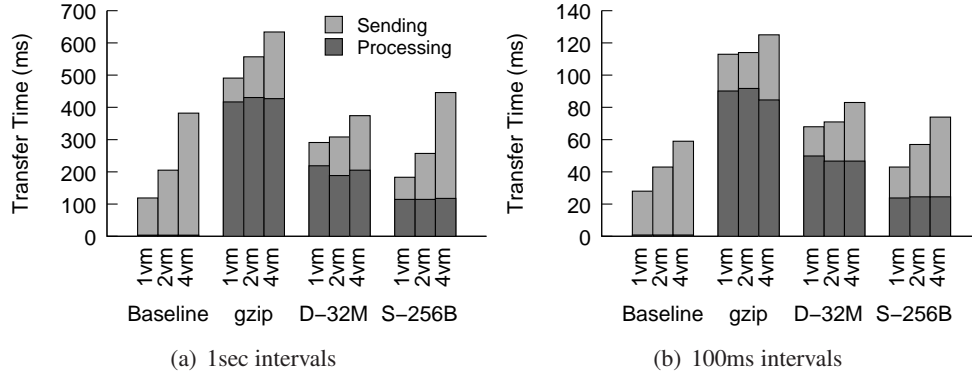 Transfer Time (ms)
700
600
500
400
300
200
100
0
Sending
Processing
1vm 2vm 4vm 1vm 2vm 4vm 1vm 2vm 4vm 1vm 2vm 4vm
Baseline gzip D−32M S−256B
(a) 1sec intervals
Transfer Time (ms)
140
120
100
80
60
40
20
0
1vm 2vm 4vm 1vm 2vm 4vm 1vm 2vm 4vm 1vm 2vm 4vm
Baseline gzip D−32M S−256B
(b) 100ms intervals